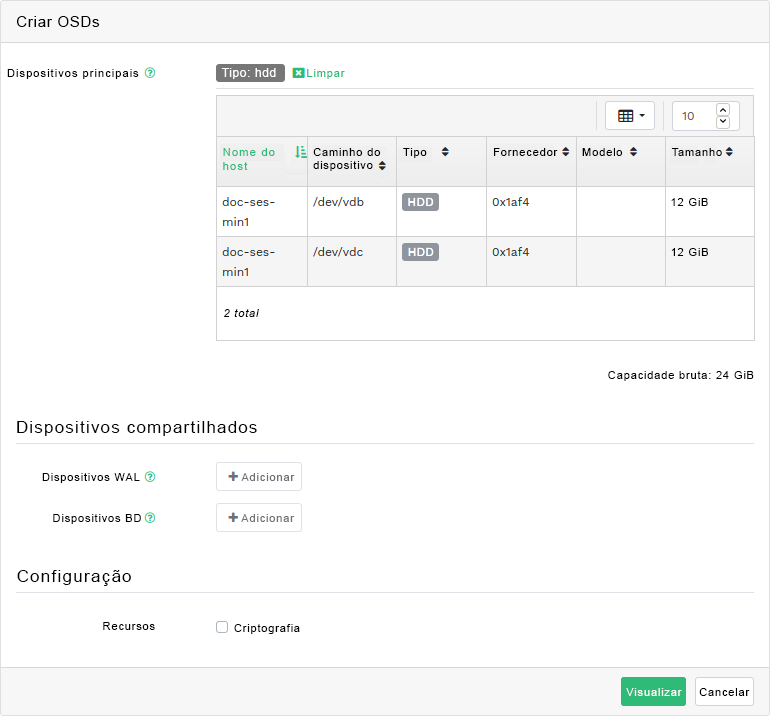 Criar OSDs
Dispositivos principais
Tipo: hdd Limpar
10
Nome do host Caminho do dispositivo Tipo Fornecedor Modelo Tamanho
doc-ses-min1 /dev/vdb HDD 0x1af4 12 GiB
doc-ses-min1 /dev/vdc HDD 0x1af4 12 GiB
2 total
Capacidade bruta: 24 GiB
Dispositivos compartilhados
Dispositivos WAL Adicionar
Dispositivos BD Adicionar
Configuração
Recursos Criptografia
Visualizar Cancelar